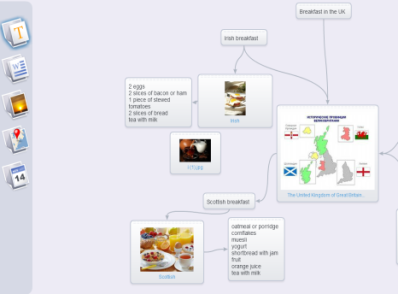 Breakfast in the UK
Irish breakfast
2 eggs
2 slices of bacon or ham
1 piece of stewed
tomatoes
2 slices of bread
tea with milk
The United Kingdom of Great Britain...
Scottish breakfast
oatmeal or porridge
cornflakes
muesli
yogurt
shortbread with jam
fruit
orange juice
tea with milk
Scottish
T
W
14